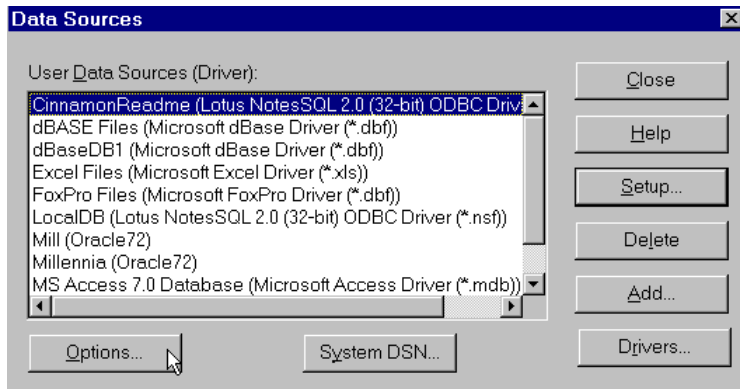 Data Sources
User Data Sources (Driver):
CinnamonReadme (Lotus NotesSQL 2.0 (32-bit) ODBC Driv
dBASE Files (Microsoft dBase Driver (*.dbf))
dBaseDB1 (Microsoft dBase Driver (*.dbf))
Excel Files (Microsoft Excel Driver (*.xls))
FoxPro Files (Microsoft FoxPro Driver (*.dbf))
LocalDB (Lotus NotesSQL 2.0 (32-bit) ODBC Driver (*.nsf))
Mill (Oracle72)
Millennia (Oracle72)
MS Access 7.0 Database (Microsoft Access Driver (*.mdb))
Close
Help
Setup...
Delete
Add...
Drivers...
Options...
System DSN...